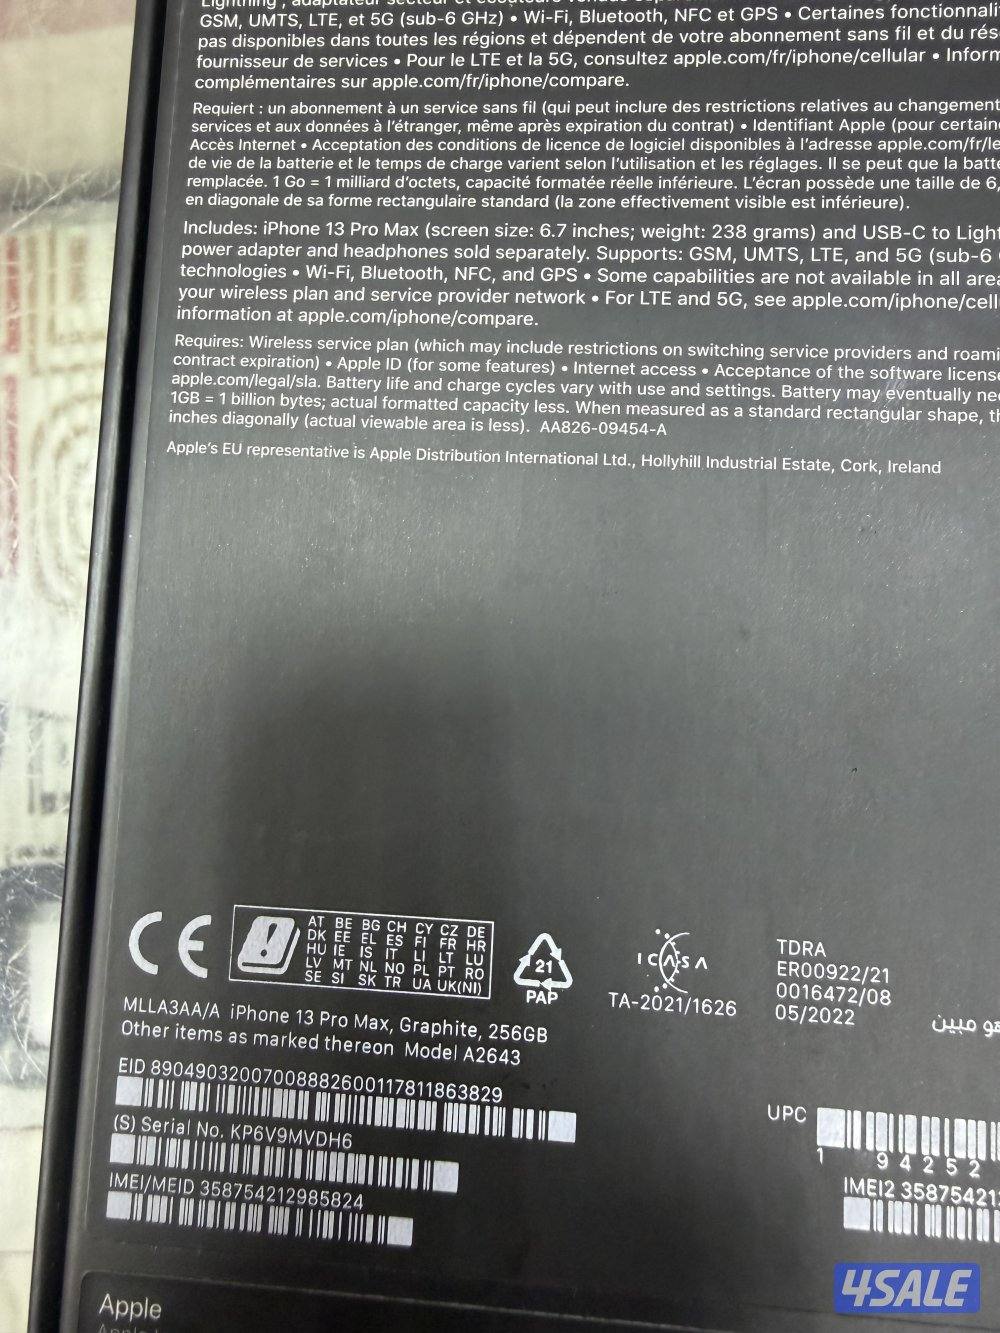 GSM, UMTS, LTE, et 5G (sub-6 GHz) • Wi-Fi, Bluetooth, NFC et GPS • Certaines fonctionnali
pas disponibles dans toutes les régions et dépendent de votre abonnement sans fil et du rés
fournisseur de services • Pour le LTE et la 5G, consultez apple.com/fr/iphone/cellular • Inform
complémentaires sur apple.com/fr/iphone/compare.
Requiert : un abonnement à un service sans fil (qui peut inclure des restrictions relatives au changement
services et aux données à l'étranger, même après expiration du contrat) • Identifiant Apple (pour certaine
Accès Internet • Acceptation des conditions de licence de logiciel disponibles à l'adresse apple.com/fr/le
de vie de la batterie et le temps de charge varient selon l'utilisation et les réglages. Il se peut que la batte
remplacée. 1 Go = 1 milliard d'octets, capacité formatée réelle inférieure. L'écran possède une taille de 6,
en diagonale de sa forme rectangulaire standard (la zone effectivement visible est inférieure).
Includes: iPhone 13 Pro Max (screen size: 6.7 inches; weight: 238 grams) and USB-C to Light
power adapter and headphones sold separately. Supports: GSM, UMTS, LTE, and 5G (sub-6
technologies • Wi-Fi, Bluetooth, NFC, and GPS • Some capabilities are not available in all area
your wireless plan and service provider network • For LTE and 5G, see apple.com/iphone/cell
information at apple.com/iphone/compare.
Requires: Wireless service plan (which may include restrictions on switching service providers and roami
contract expiration) • Apple ID (for some features) • Internet access • Acceptance of the software license
apple.com/legal/sla. Battery life and charge cycles vary with use and settings. Battery may eventually ne
1GB = 1 billion bytes; actual formatted capacity less. When measured as a standard rectangular shape, th
inches diagonally (actual viewable area is less). AA826-09454-A
Apple's EU representative is Apple Distribution International Ltd., Hollyhill Industrial Estate, Cork, Ireland
CE
AT BE BG CH CY CZ DE
DK EE EL ES FI FR HR
HU IE IS IT LI LT LU
LV MT NL NO PL PT RO
SE SI SK TR UA UK(NI)
21
PAP
ICASA
TA-2021/1626
TDRA
ER00922/21
0016472/08
05/2022
هو مبين
MLLA3AA/A iPhone 13 Pro Max, Graphite, 256GB
Other items as marked thereon Model A2643
EID 89049032007008882600117811863829
(S) Serial No. KP6V9MVDH6
IMEI/MEID 358754212985824
UPC
1 94252
IMEI2 358754212
Apple
4SALE